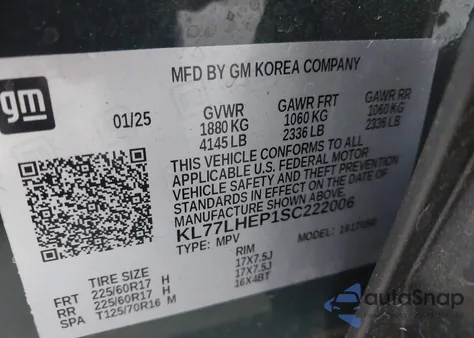 gm
MFD BY GM KOREA COMPANY
01/25 GVWR GAWR FRT GAWR RR
1880 KG 1060 KG 1060 KG
4145 LB 2336 LB 2336 LB
THIS VEHICLE CONFORMS TO ALL
APPLICABLE U.S. FEDERAL MOTOR
VEHICLE SAFETY AND THEFT PREVENTION
STANDARDS IN EFFECT ON THE DATE OF
MANUFACTURE SHOWN ABOVE.
KL77LHEP1SC222006
TYPE: MPV MODEL:
TIRE SIZE RIM
FRT 225/60R17 H 17X7.5J
RR 225/60R17 H 17X7.5J
SPA T125/70R16 M 16X4BT
autoSnap